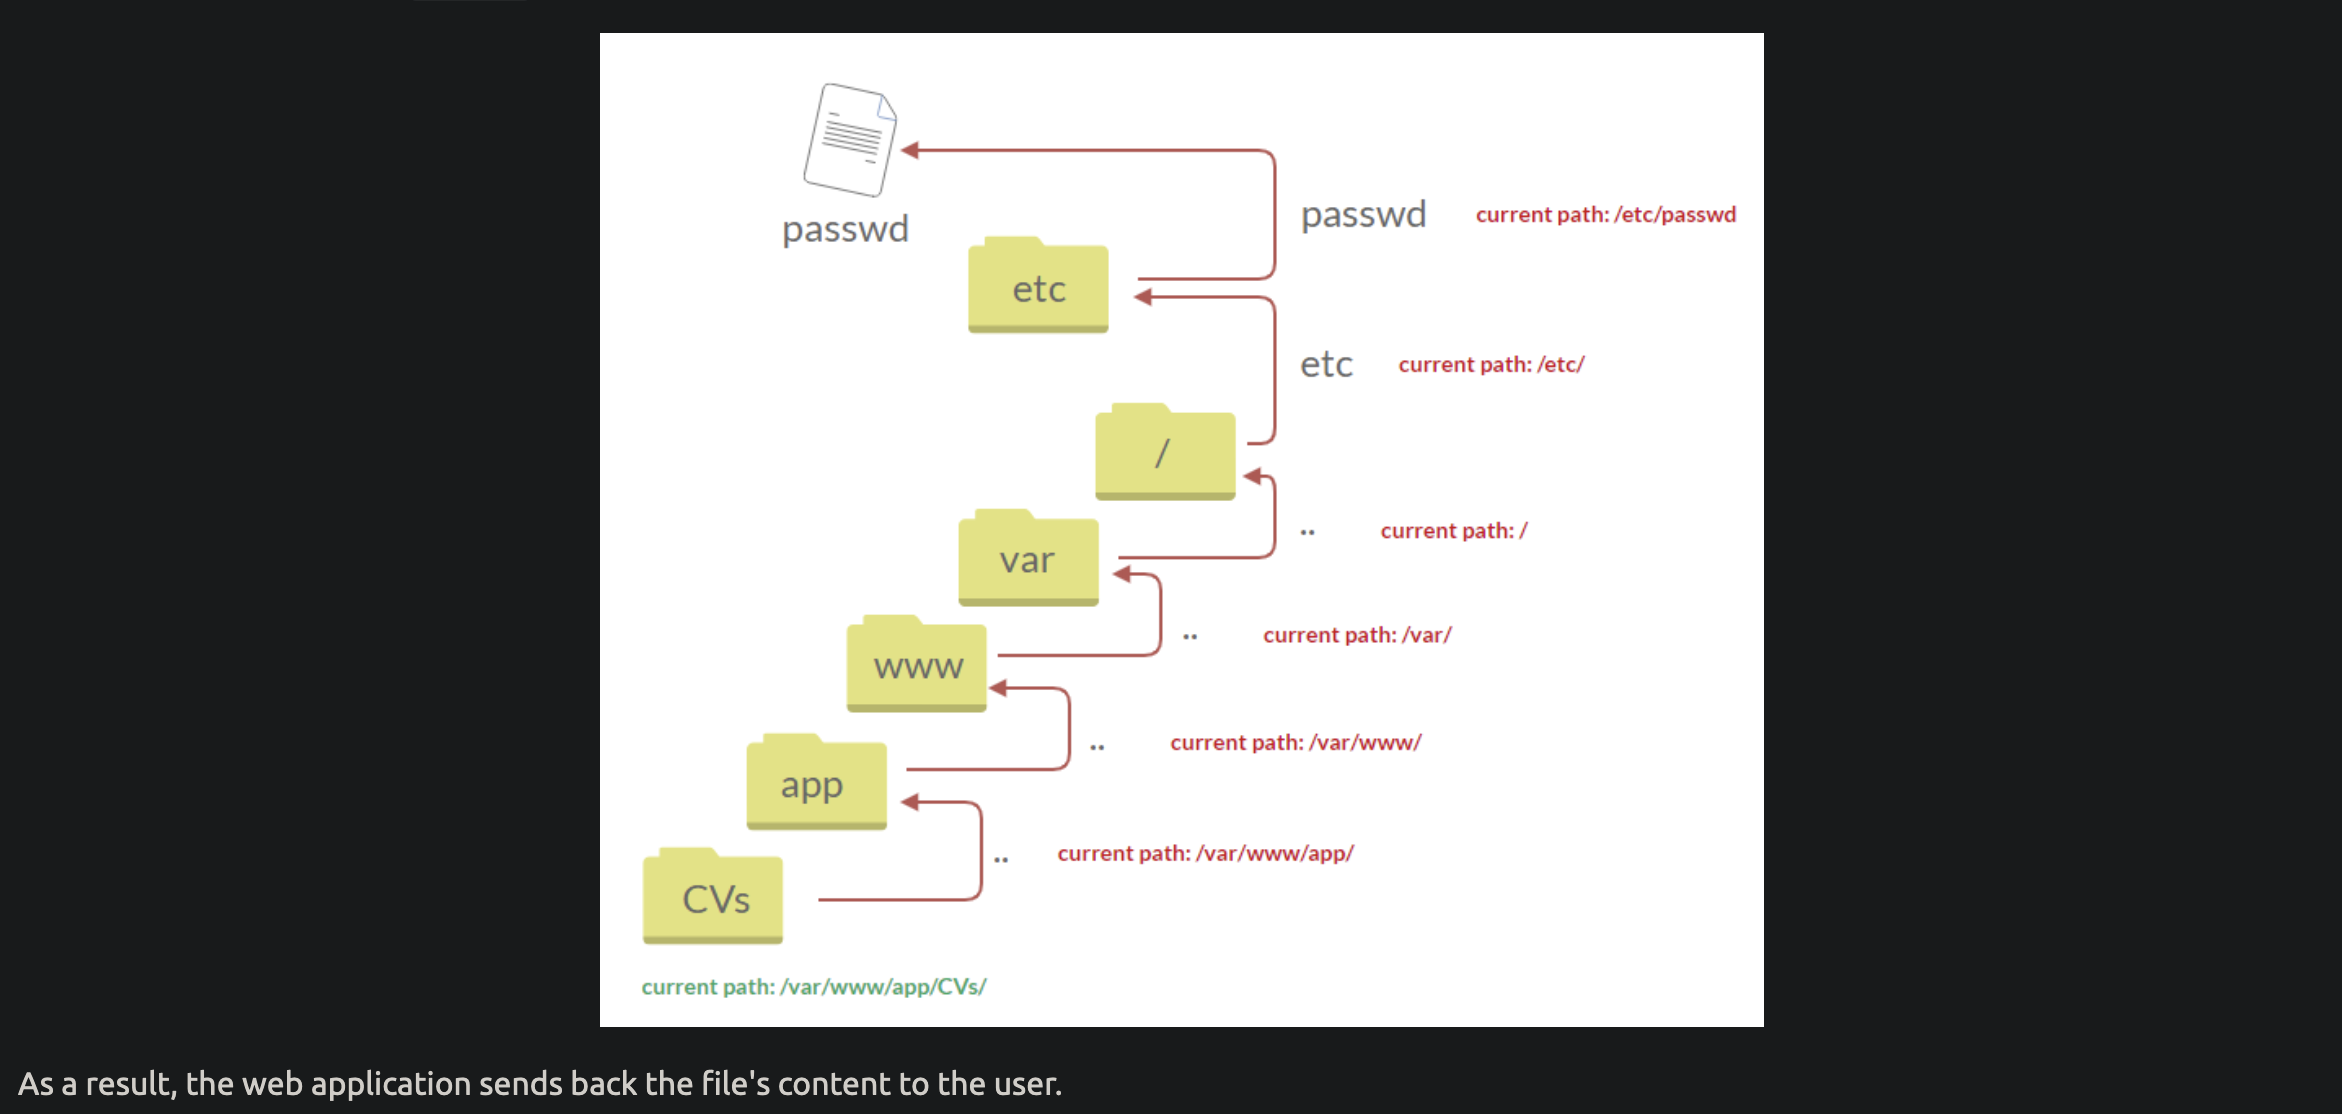 passwd
passwd current path: /etc/passwd
etc
etc current path: /etc/
/
.. current path: /
var
.. current path: /var/
www
.. current path: /var/www/
app
.. current path: /var/www/app/
CVs
current path: /var/www/app/CVs/
As a result, the web application sends back the file's content to the user.